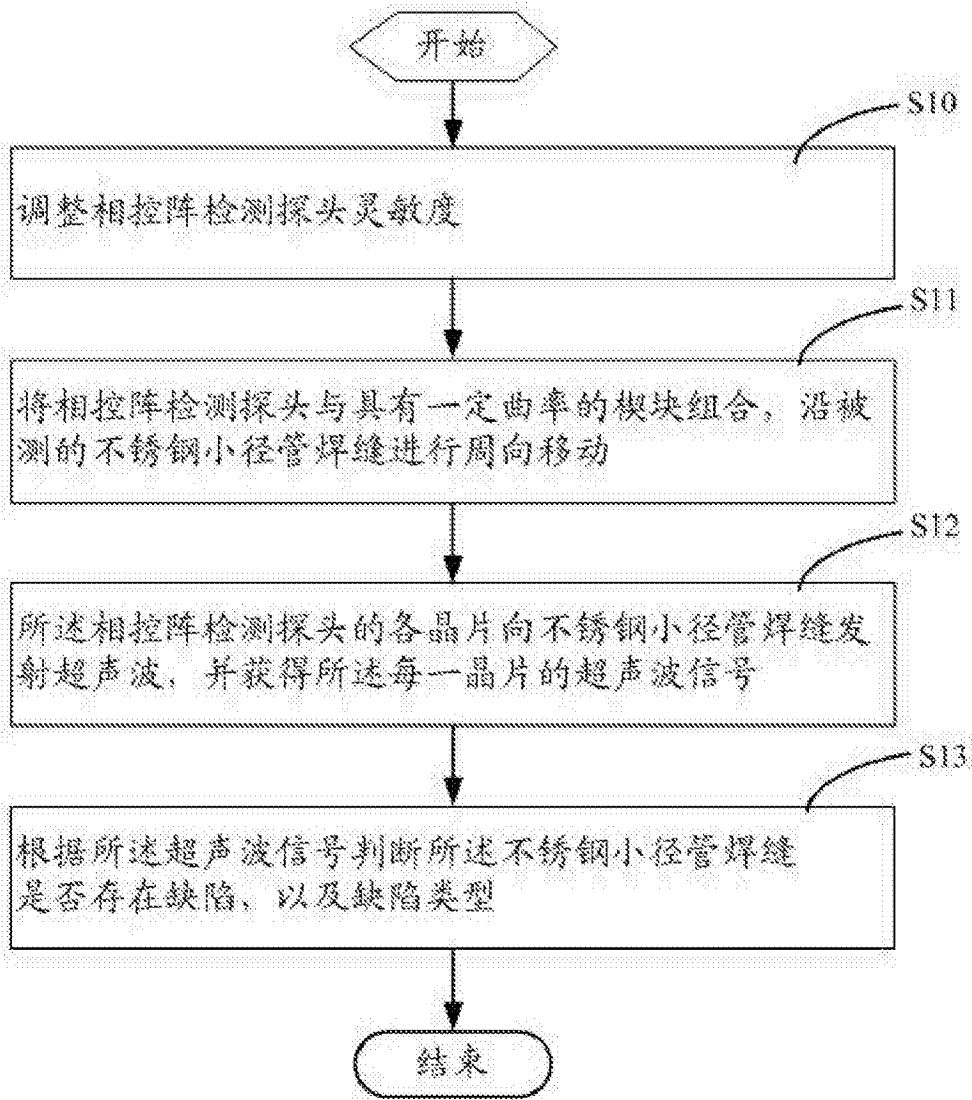 开始
S10
调整相控阵检测探头灵敏度
S11
将相控阵检测探头与具有一定曲率的楔块组合，沿被
测的不锈钢小径管焊缝进行周向移动
S12
所述相控阵检测探头的各晶片向不锈钢小径管焊缝发
射超声波，并获得所述每一晶片的超声波信号
S13
根据所述超声波信号判断所述不锈钢小径管焊缝
是否存在缺陷，以及缺陷类型
结束